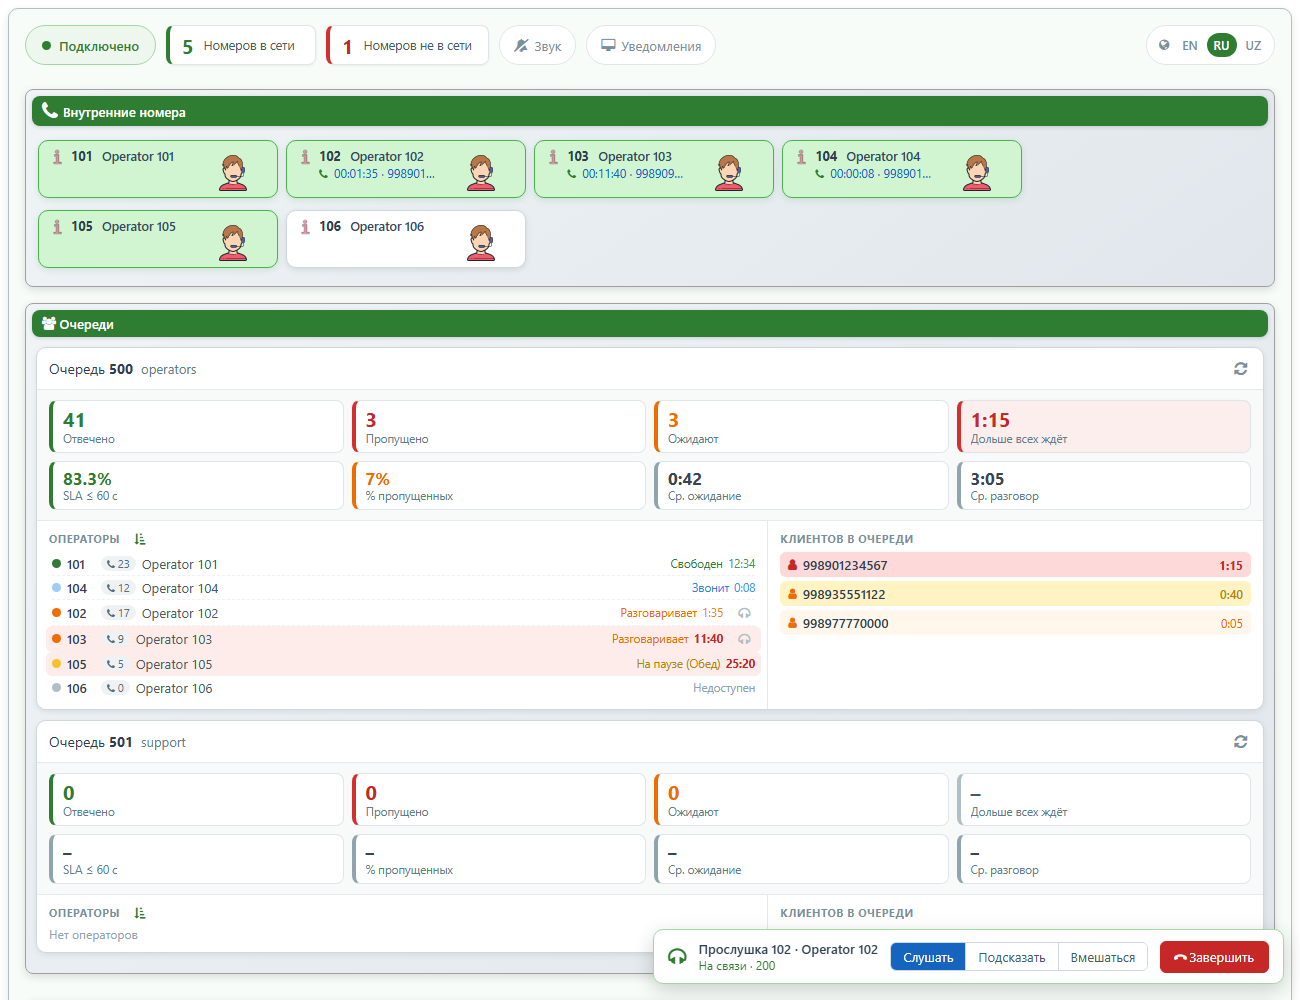 Подключено
5 Номеров в сети
1 Номеров не в сети
Звук
Уведомления
EN RU UZ
Внутренние номера
101 Operator 101
102 Operator 102
00:01:35 · 998901...
103 Operator 103
00:11:40 · 998909...
104 Operator 104
00:00:08 · 998901...
105 Operator 105
106 Operator 106
Очереди
Очередь 500 operators
41
Отвечено
3
Пропущено
3
Ожидают
1:15
Дольше всех ждёт
83.3%
SLA ≤ 60 с
7%
% пропущенных
0:42
Ср. ожидание
3:05
Ср. разговор
ОПЕРАТОРЫ
101 23 Operator 101 Свободен 12:34
104 12 Operator 104 Звонит 0:08
102 17 Operator 102 Разговаривает 1:35
103 9 Operator 103 Разговаривает 11:40
105 5 Operator 105 На паузе (Обед) 25:20
106 0 Operator 106 Недоступен
КЛИЕНТОВ В ОЧЕРЕДИ
998901234567 1:15
998935551122 0:40
998977770000 0:05
Очередь 501 support
0
Отвечено
0
Пропущено
0
Ожидают
–
Дольше всех ждёт
–
SLA ≤ 60 с
–
% пропущенных
–
Ср. ожидание
–
Ср. разговор
ОПЕРАТОРЫ
Нет операторов
КЛИЕНТОВ В ОЧЕРЕДИ
Прослушка 102 · Operator 102
На связи · 200
Слушать
Подсказать
Вмешаться
Завершить